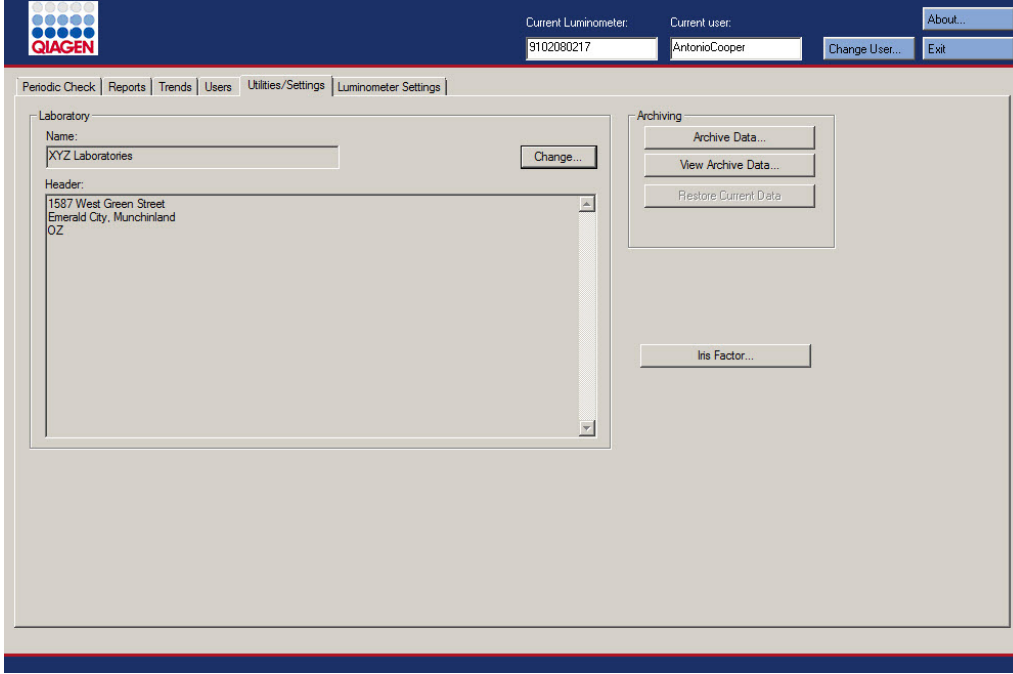 QIAGEN
Current Luminometer:
Current user:
About...
9102080217
AntonioCooper
Change User...
Exit
Periodic Check
Reports
Trends
Users
Utilities/Settings
Luminometer Settings
Laboratory
Name:
XYZ Laboratories
Change...
Header:
1587 West Green Street
Emerald City, Munchinland
OZ
Archiving
Archive Data...
View Archive Data...
Restore Current Data
Iris Factor...